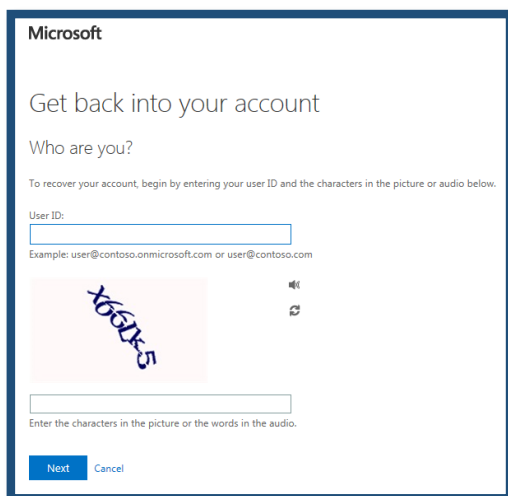 Microsoft
Get back into your account
Who are you?
To recover your account, begin by entering your user ID and the characters in the picture or audio below.
User ID:
Example: user@contoso.onmicrosoft.com or user@contoso.com
Enter the characters in the picture or the words in the audio.
Next Cancel